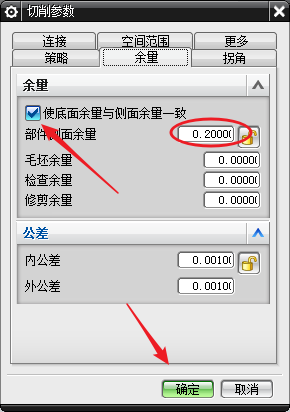 切削参数
连接 空间范围 更多
策略 余量 拐角
余量
使底面余量与侧面余量一致
部件侧面余量 0.2000
毛坯余量 0.0000
检查余量 0.0000
修剪余量 0.0000
公差
内公差 0.00100
外公差 0.00100
确定 取消